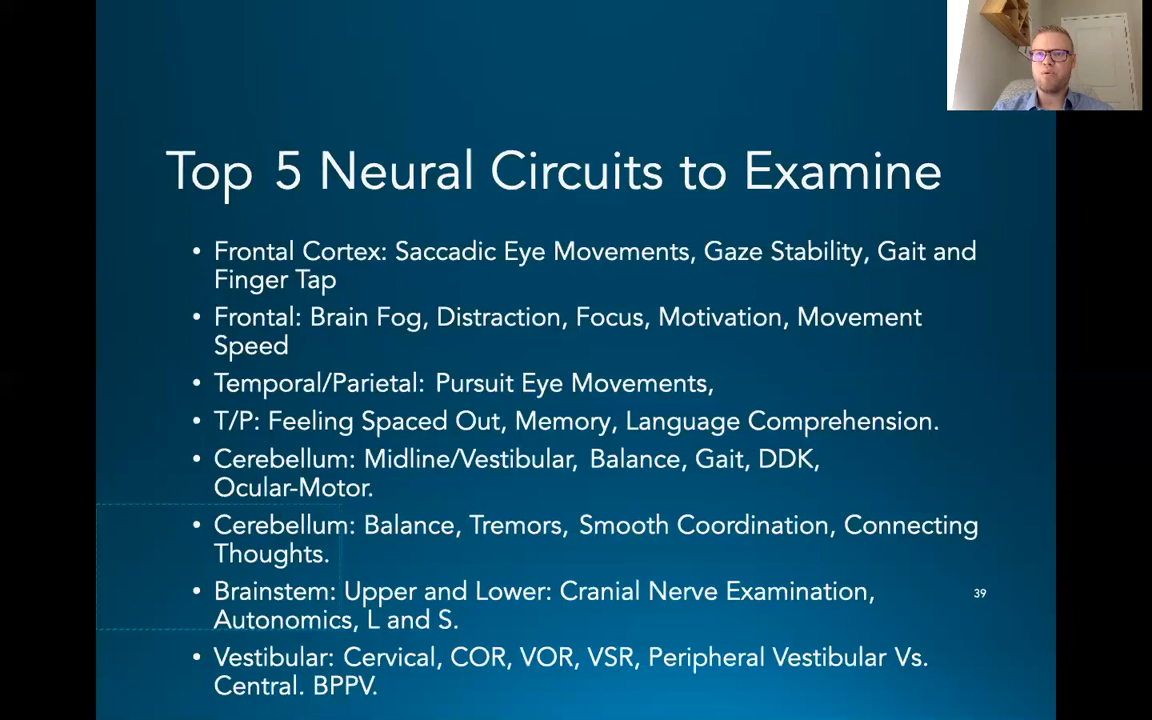 Top 5 Neural Circuits to Examine
• Frontal Cortex: Saccadic Eye Movements, Gaze Stability, Gait and
Finger Tap
• Frontal: Brain Fog, Distraction, Focus, Motivation, Movement
Speed
• Temporal/Parietal: Pursuit Eye Movements,
• T/P: Feeling Spaced Out, Memory, Language Comprehension.
• Cerebellum: Midline/Vestibular, Balance, Gait, DDK,
Ocular-Motor.
• Cerebellum: Balance, Tremors, Smooth Coordination, Connecting
Thoughts.
• Brainstem: Upper and Lower: Cranial Nerve Examination,
Autonomics, L and S.
39
• Vestibular: Cervical, COR, VOR, VSR, Peripheral Vestibular Vs.
Central. BPPV.